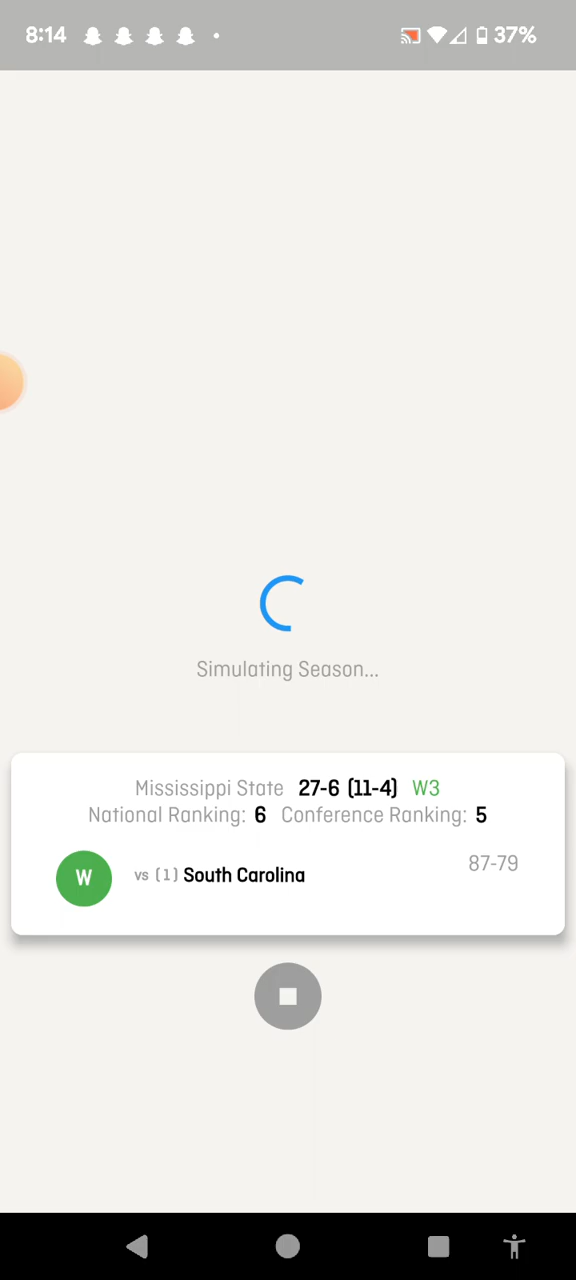 8:14 37%
Simulating Season...
Mississippi State 27-6 (11-4) W3
National Ranking: 6 Conference Ranking: 5
W vs (1) South Carolina 87-79